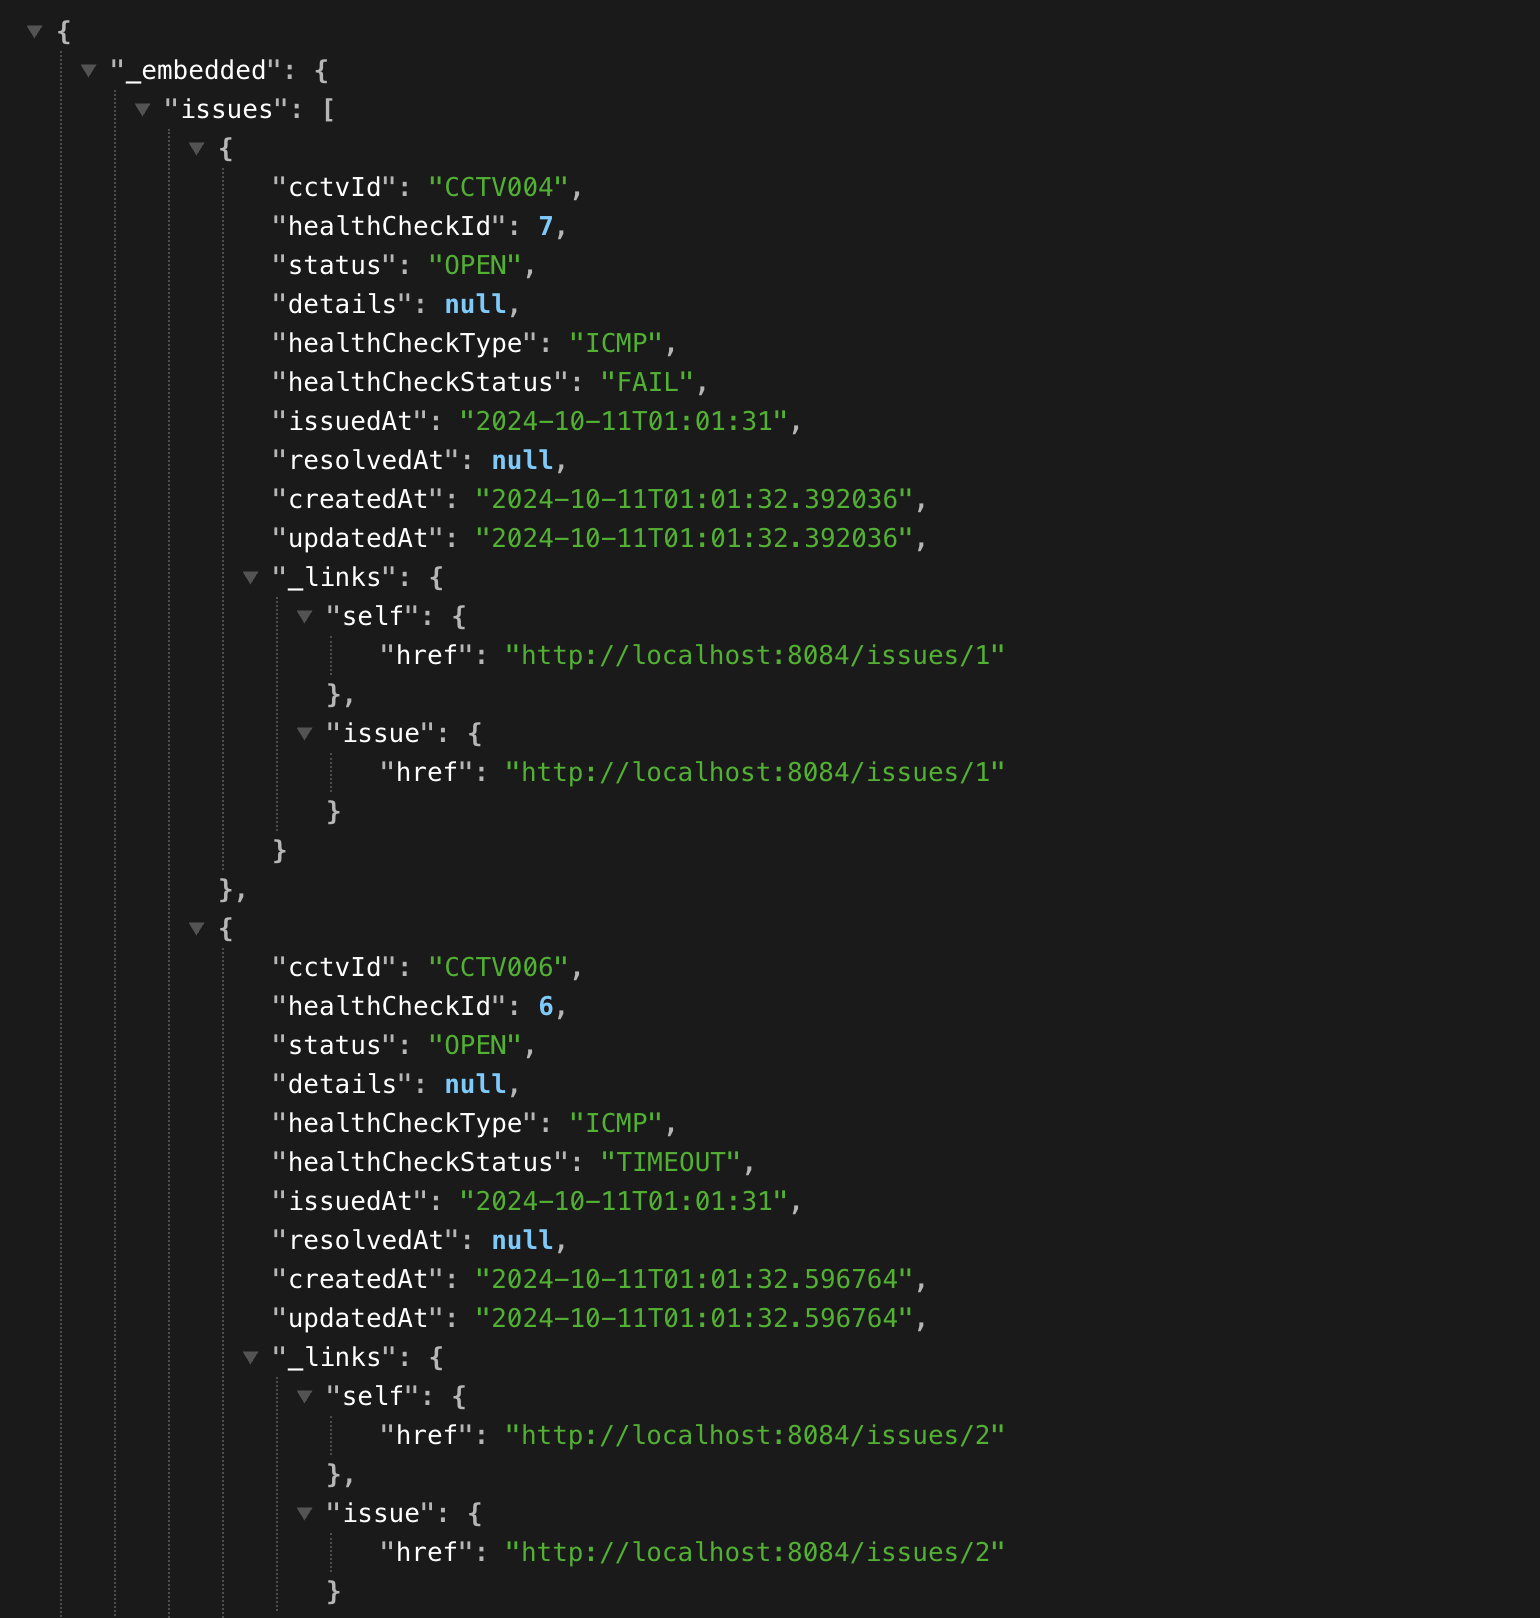 {
"_embedded": {
"issues": [
{
"cctvId": "CCTV004",
"healthCheckId": 7,
"status": "OPEN",
"details": null,
"healthCheckType": "ICMP",
"healthCheckStatus": "FAIL",
"issuedAt": "2024-10-11T01:01:31",
"resolvedAt": null,
"createdAt": "2024-10-11T01:01:32.392036",
"updatedAt": "2024-10-11T01:01:32.392036",
"_links": {
"self": {
"href": "http://localhost:8084/issues/1"
},
"issue": {
"href": "http://localhost:8084/issues/1"
}
}
},
{
"cctvId": "CCTV006",
"healthCheckId": 6,
"status": "OPEN",
"details": null,
"healthCheckType": "ICMP",
"healthCheckStatus": "TIMEOUT",
"issuedAt": "2024-10-11T01:01:31",
"resolvedAt": null,
"createdAt": "2024-10-11T01:01:32.596764",
"updatedAt": "2024-10-11T01:01:32.596764",
"_links": {
"self": {
"href": "http://localhost:8084/issues/2"
},
"issue": {
"href": "http://localhost:8084/issues/2"
}